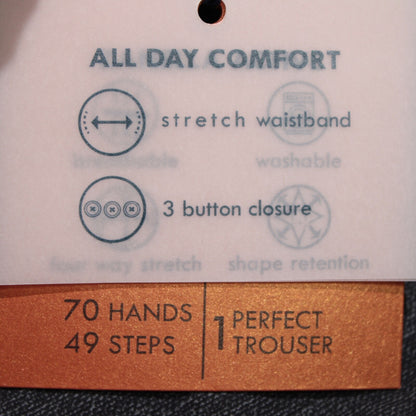 ALL DAY COMFORT
stretch waistband
breathable washable
3 button closure
four way stretch shape retention
70 HANDS
49 STEPS
1 PERFECT
TROUSER